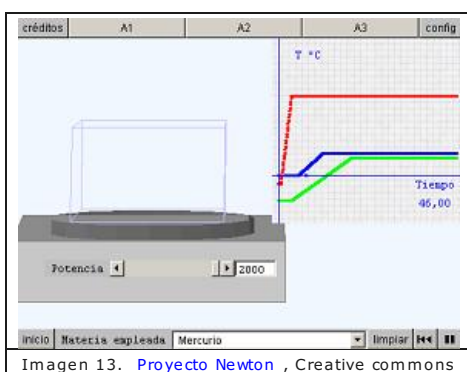 créditos A1 A2 A3 config
T ºC
Tiempo
46,00
Potencia 2000
inicio Materia empleada Mercurio limpiar
Imagen 13. Proyecto Newton , Creative commons